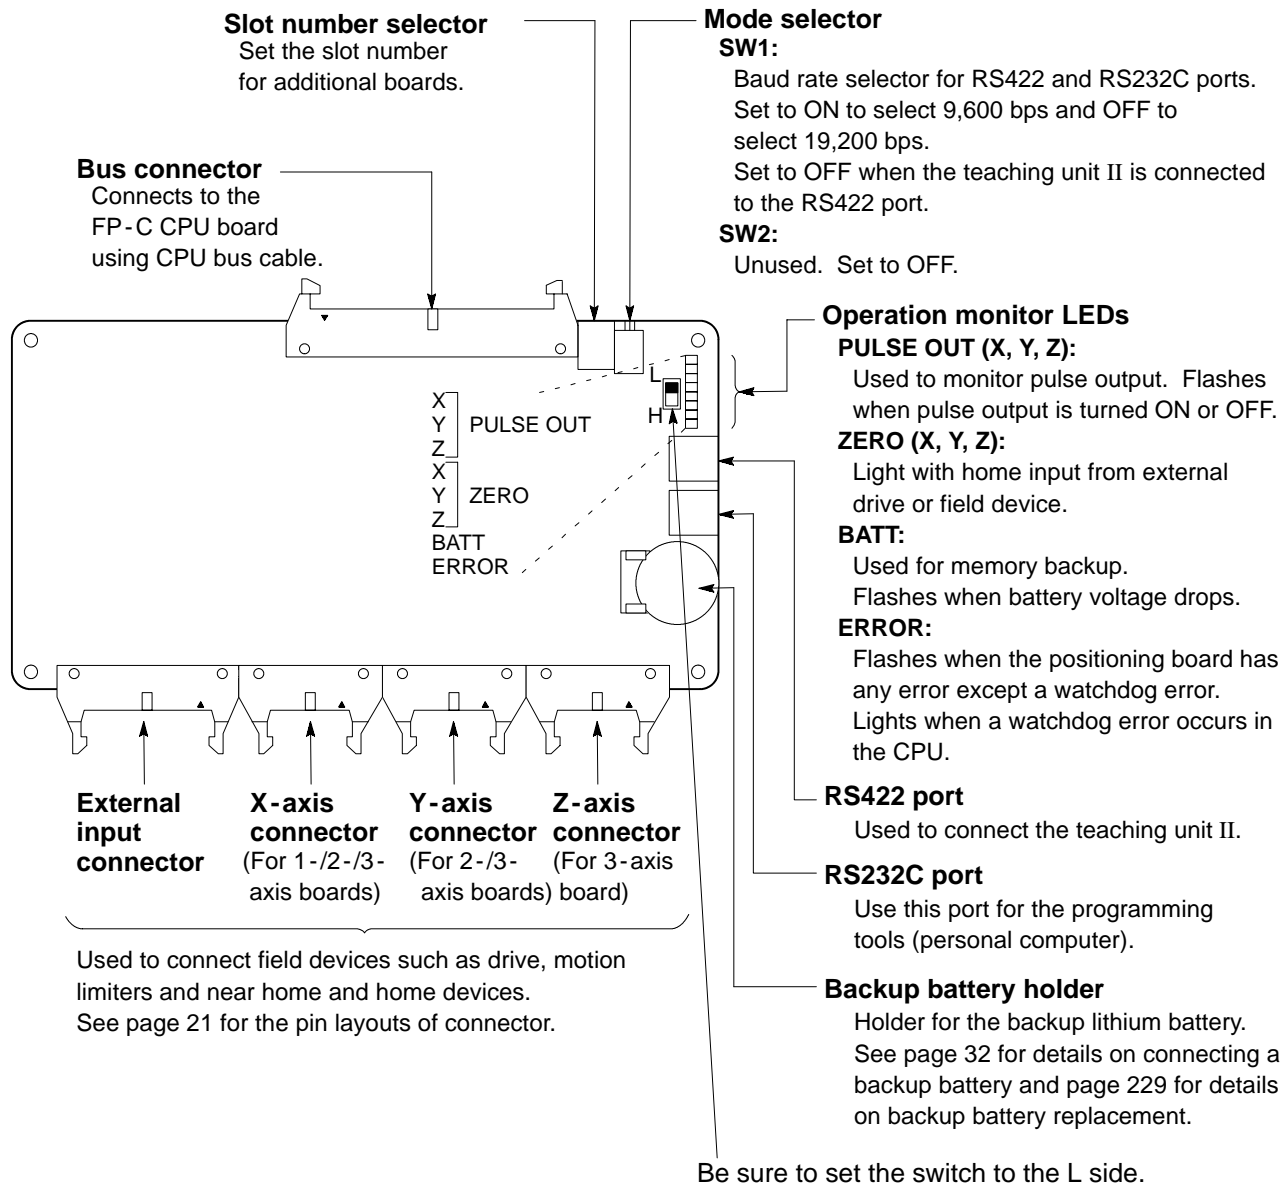 Slot number selector
Set the slot number
for additional boards.
Mode selector
SW1:
Baud rate selector for RS422 and RS232C ports.
Set to ON to select 9,600 bps and OFF to
select 19,200 bps.
Set to OFF when the teaching unit II is connected
to the RS422 port.
SW2:
Unused. Set to OFF.
Bus connector
Connects to the
FP-C CPU board
using CPU bus cable.
Operation monitor LEDs
PULSE OUT (X, Y, Z):
Used to monitor pulse output. Flashes
when pulse output is turned ON or OFF.
ZERO (X, Y, Z):
Light with home input from external
drive or field device.
BATT:
Used for memory backup.
Flashes when battery voltage drops.
ERROR:
Flashes when the positioning board has
any error except a watchdog error.
Lights when a watchdog error occurs in
the CPU.
L
H
X
Y PULSE OUT
Z
X
Y ZERO
Z
BATT
ERROR
External
input
connector
X-axis
connector
(For 1-/2-/3-
axis boards)
Y-axis
connector
(For 2-/3-
axis boards)
Z-axis
connector
(For 3-axis
board)
Used to connect field devices such as drive, motion
limiters and near home and home devices.
See page 21 for the pin layouts of connector.
RS422 port
Used to connect the teaching unit II.
RS232C port
Use this port for the programming
tools (personal computer).
Backup battery holder
Holder for the backup lithium battery.
See page 32 for details on connecting a
backup battery and page 229 for details
on backup battery replacement.
Be sure to set the switch to the L side.